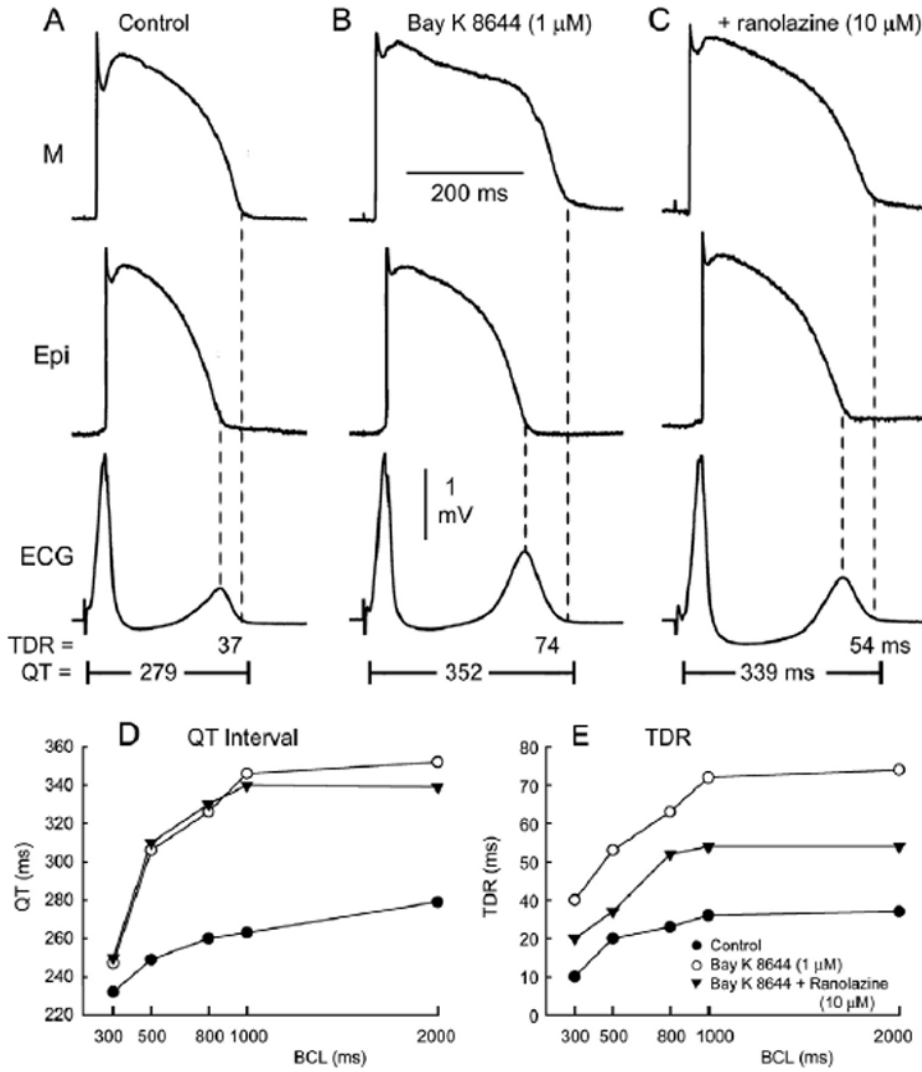 A Control
B Bay K 8644 (1 μM)
C + ranolazine (10 μM)
M
200 ms
Epi
1
mV
ECG
TDR = 37 74 54 ms
QT = 279 352 339 ms
D QT Interval
360
340
320
300
280
260
240
220
QT (ms)
300 500 800 1000 2000
BCL (ms)
E TDR
80
70
60
50
40
30
20
10
0
TDR (ms)
Control
Bay K 8644 (1 μM)
Bay K 8644 + Ranolazine
(10 μM)
300 500 800 1000 2000
BCL (ms)